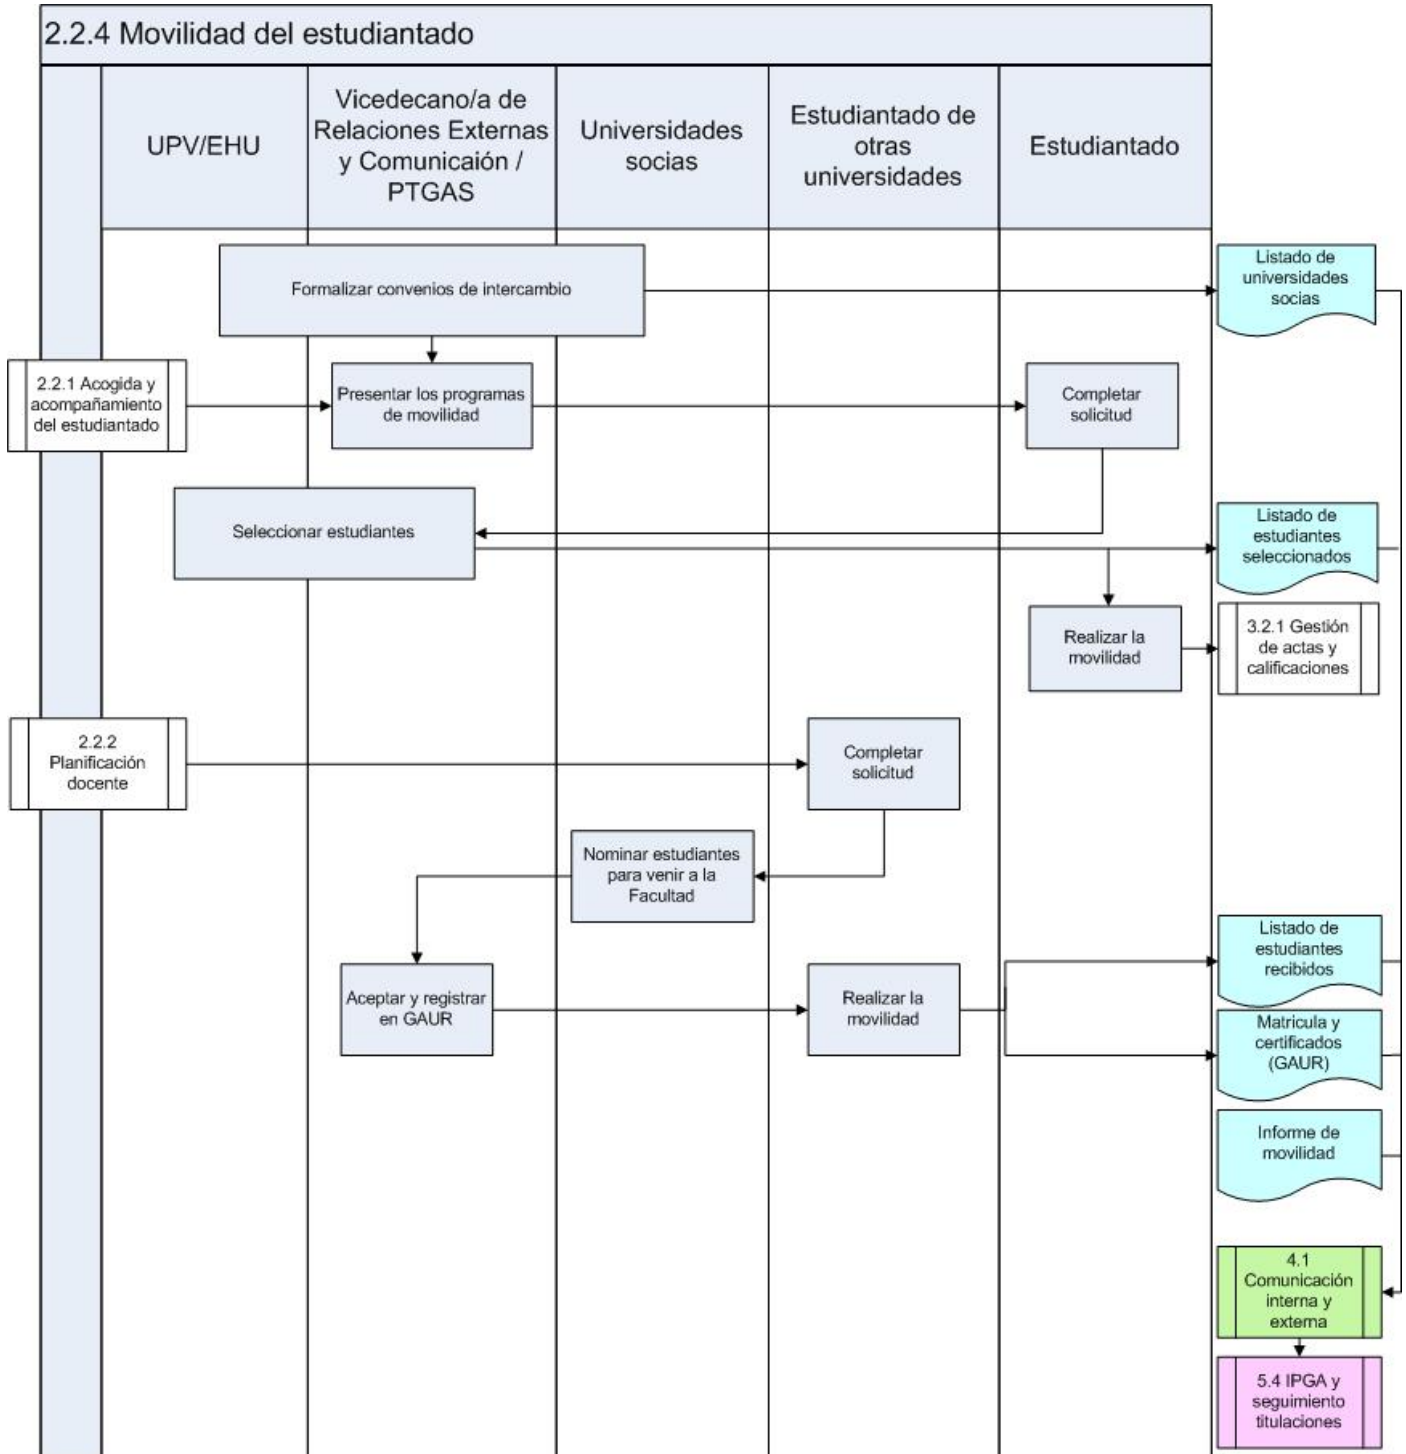 2.2.4 Movilidad del estudiantado
UPV/EHU
Vicedecano/a de
Relaciones Externas
y Comunicaión /
PTGAS
Universidades
socias
Estudiantado de
otras
universidades
Estudiantado
Formalizar convenios de intercambio
Listado de
universidades
socias
2.2.1 Acogida y
acompañamiento
del estudiantado
Presentar los programas
de movilidad
Completar
solicitud
Seleccionar estudiantes
Listado de
estudiantes
seleccionados
Realizar la
movilidad
3.2.1 Gestión
de actas y
calificaciones
2.2.2
Planificación
docente
Completar
solicitud
Nominar estudiantes
para venir a la
Facultad
Listado de
estudiantes
recibidos
Aceptar y registrar
en GAUR
Realizar la
movilidad
Matricula y
certificados
(GAUR)
Informe de
movilidad
4.1
Comunicación
interna y
externa
5.4 IPGA y
seguimiento
titulaciones